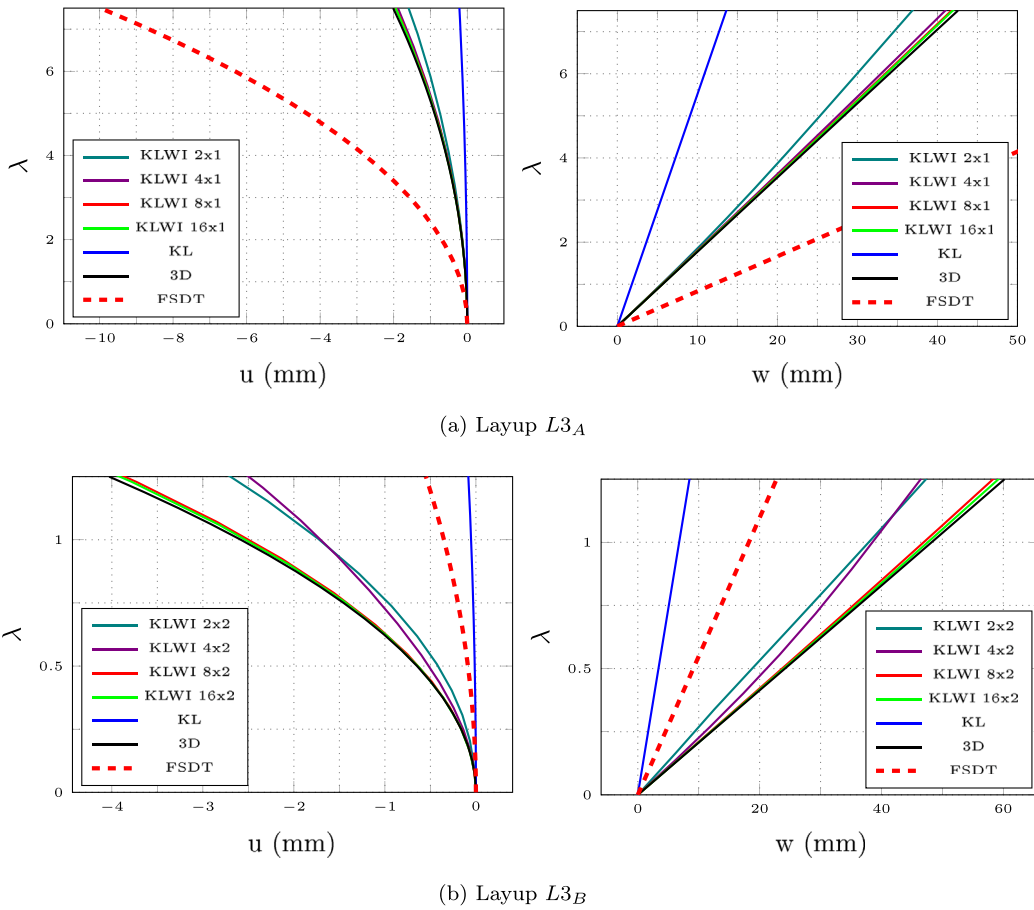 6
4
2
0
λ
KLWI 2x1
KLWI 4x1
KLWI 8x1
KLWI 16x1
KL
3D
FSDT
−10 −8 −6 −4 −2 0
u (mm)
6
4
2
0
λ
KLWI 2x1
KLWI 4x1
KLWI 8x1
KLWI 16x1
KL
3D
FSDT
0 10 20 30 40 50
w (mm)
(a) Layup L3A
1
0.5
0
λ
KLWI 2x2
KLWI 4x2
KLWI 8x2
KLWI 16x2
KL
3D
FSDT
−4 −3 −2 −1 0
u (mm)
1
0.5
0
λ
KLWI 2x2
KLWI 4x2
KLWI 8x2
KLWI 16x2
KL
3D
FSDT
0 20 40 60
w (mm)
(b) Layup L3B